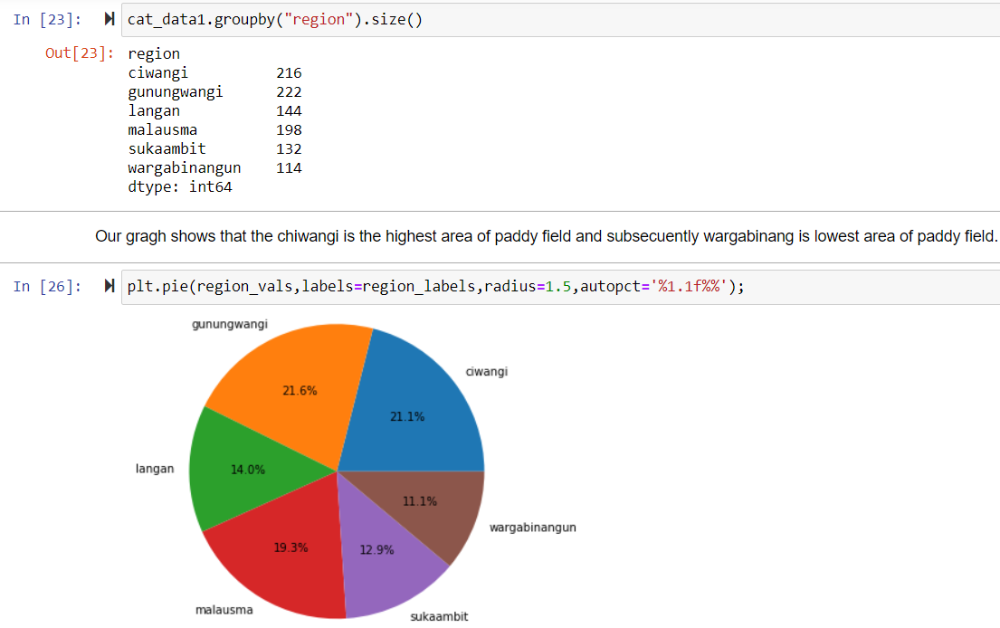 In [23]: cat_data1.groupby("region").size()
Out[23]: region
ciwangi 216
gunungwangi 222
langan 144
malausma 198
sukaambit 132
wargabinangun 114
dtype: int64
Our gragh shows that the chiwangi is the highest area of paddy field and subsecuently wargabinang is lowest area of paddy field.
In [26]: plt.pie(region_vals,labels=region_labels,radius=1.5,autopct='%1.1f%%');
gunungwangi
ciwangi
21.6%
21.1%
langan
14.0%
11.1%
wargabinangun
19.3%
12.9%
malausma
sukaambit